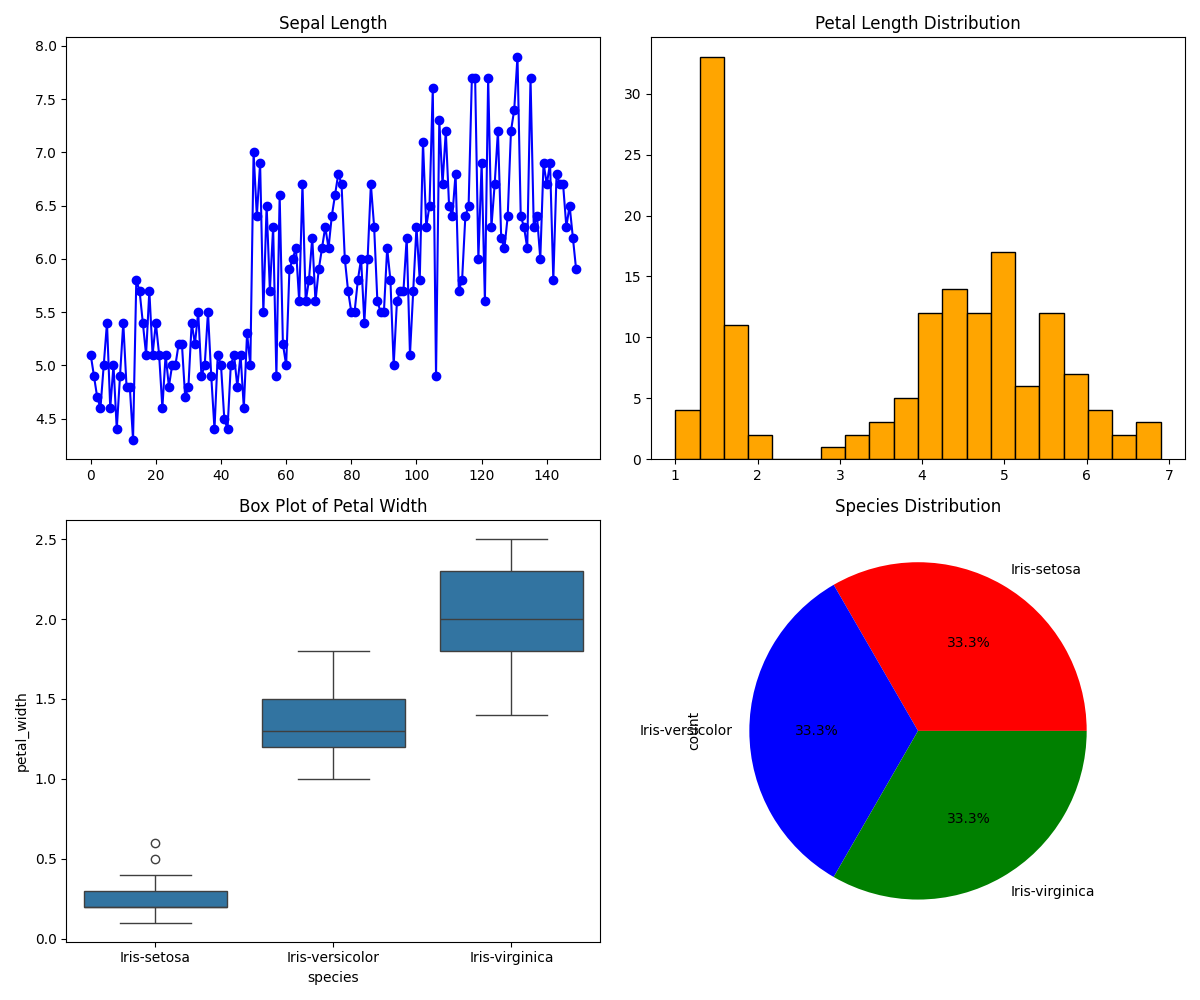 Sepal Length
8.0
7.5
7.0
6.5
6.0
5.5
5.0
4.5
0 20 40 60 80 100 120 140
Petal Length Distribution
30
25
20
15
10
5
0
1 2 3 4 5 6 7
Box Plot of Petal Width
petal_width
2.5
2.0
1.5
1.0
0.5
0.0
Iris-setosa Iris-versicolor Iris-virginica
species
Species Distribution
Iris-setosa
33.3%
Iris-versicolor
count
33.3%
33.3%
Iris-virginica